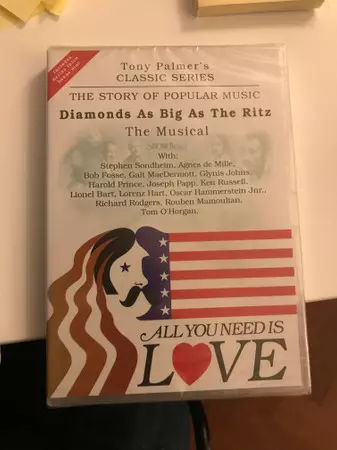 Tony Palmer's
CLASSIC SERIES
THE STORY OF POPULAR MUSIC
Diamonds As Big As The Ritz
The Musical
With:
Stephen Sondheim, Agnes de Mille,
Bob Fosse, Galt MacDermott, Glynis Johns,
Harold Prince, Joseph Papp, Ken Russell,
Lionel Bart, Lorenz Hart, Oscar Hammerstein Jnr.,
Richard Rodgers, Rouben Mamoulian,
Tom O'Horgan,
ALL YOU NEED IS
LOVE